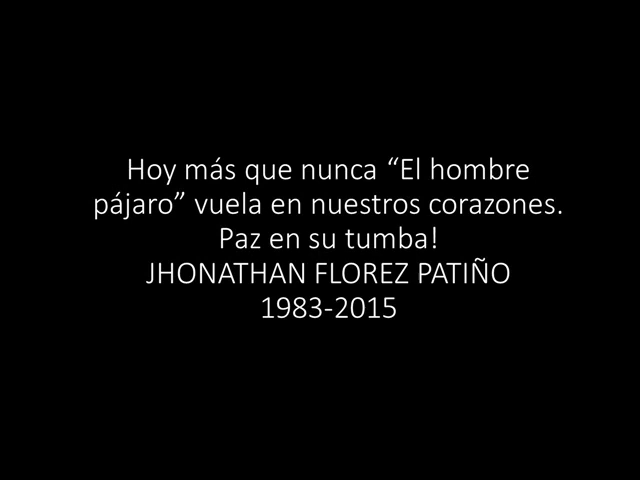 Hoy más que nunca “El hombre
pájaro” vuela en nuestros corazones.
Paz en su tumba!
JHONATHAN FLOREZ PATIÑO
1983-2015